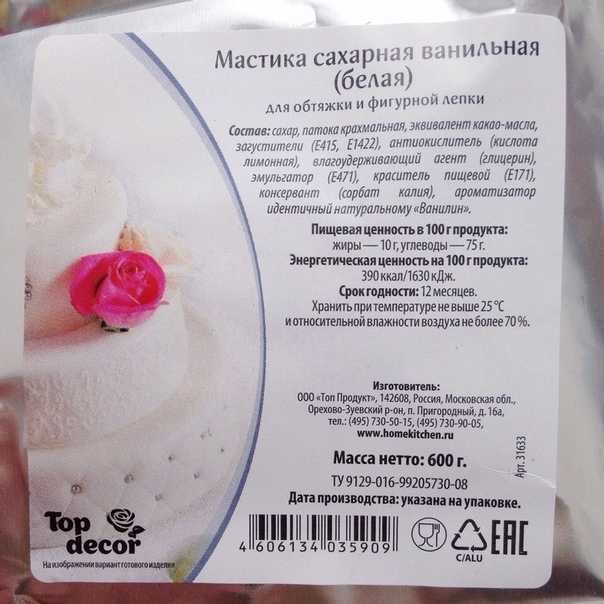 Мастика сахарная ванильная
(белая)
для обтяжки и фигурной лепки
Состав: сахар, патока крахмальная, эквивалент какао-масла,
загустители (Е415, Е1422), антиокислитель (кислота
лимонная), влагоудерживающий агент (глицерин),
эмульгатор (Е471), краситель пищевой (Е171),
консервант (сорбат калия), ароматизатор
идентичный натуральному «Ванилин».
Пищевая ценность в 100 г продукта:
жиры — 10 г, углеводы — 75 г.
Энергетическая ценность на 100 г продукта:
390 ккал/1630 кДж.
Срок годности: 12 месяцев.
Хранить при температуре не выше 25 °С
и относительной влажности воздуха не более 70 %.
Изготовитель:
ООО «Топ Продукт», 142608, Россия, Московская обл.,
Орехово-Зуевский р-он, п. Пригородный, д. 16а,
тел.: (495) 730-50-15, (495) 730-90-05,
www.homekitchen.ru
Масса нетто: 600 г.
ТУ 9129-016-99205730-08
Дата производства: указана на упаковке.
Арт. 31633
Top
decor
На изображении вариант готового изделия
4 606134 035909
C/ALU
EAC